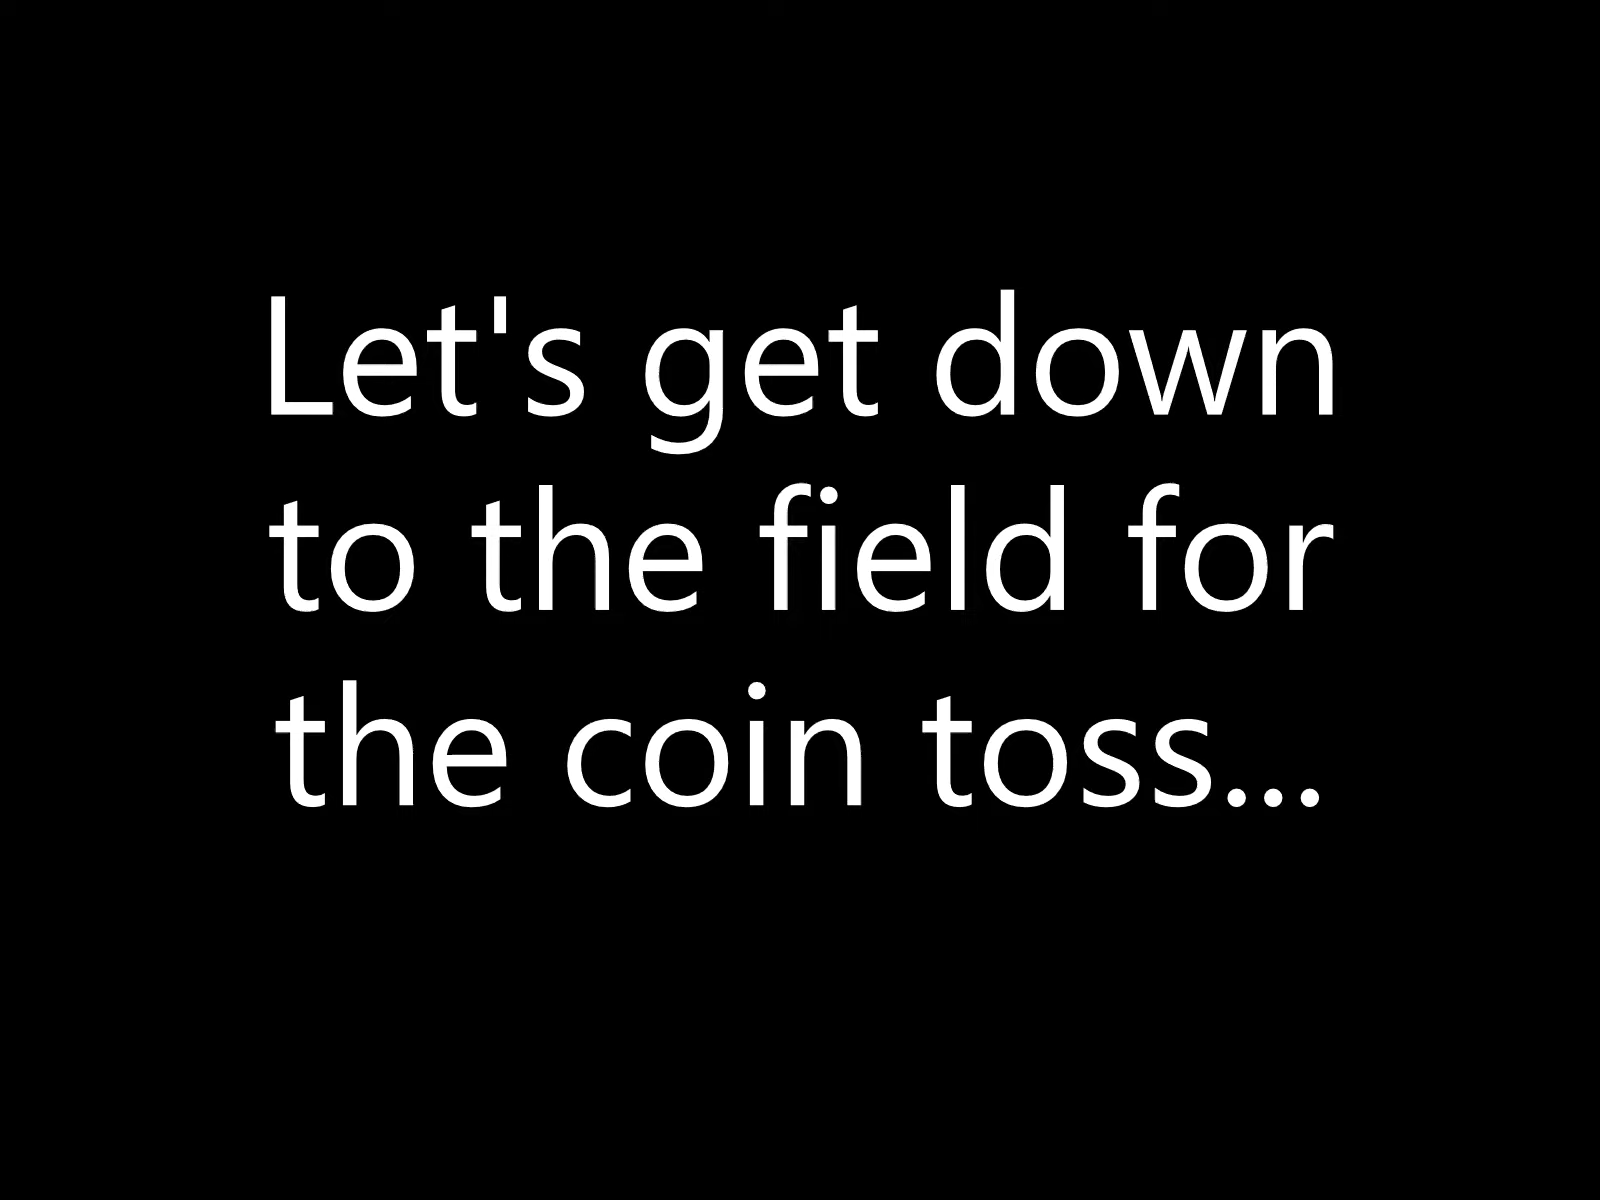 Let's get down
to the field for
the coin toss...